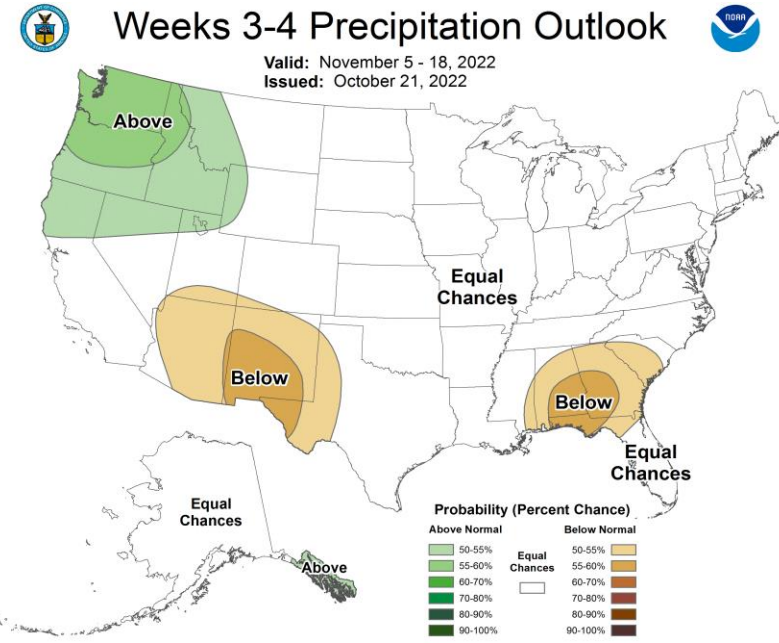 Weeks 3-4 Precipitation Outlook
NOAA
Valid: November 5 - 18, 2022
Issued: October 21, 2022
Above
Equal
Chances
Below
Below
Equal
Chances
Equal
Chances
Above
Probability (Percent Chance)
Above Normal
Below Normal
Equal
Chances
50-55%
55-60%
60-70%
70-80%
80-90%
90-100%
50-55%
55-60%
60-70%
70-80%
80-90%
90-100%